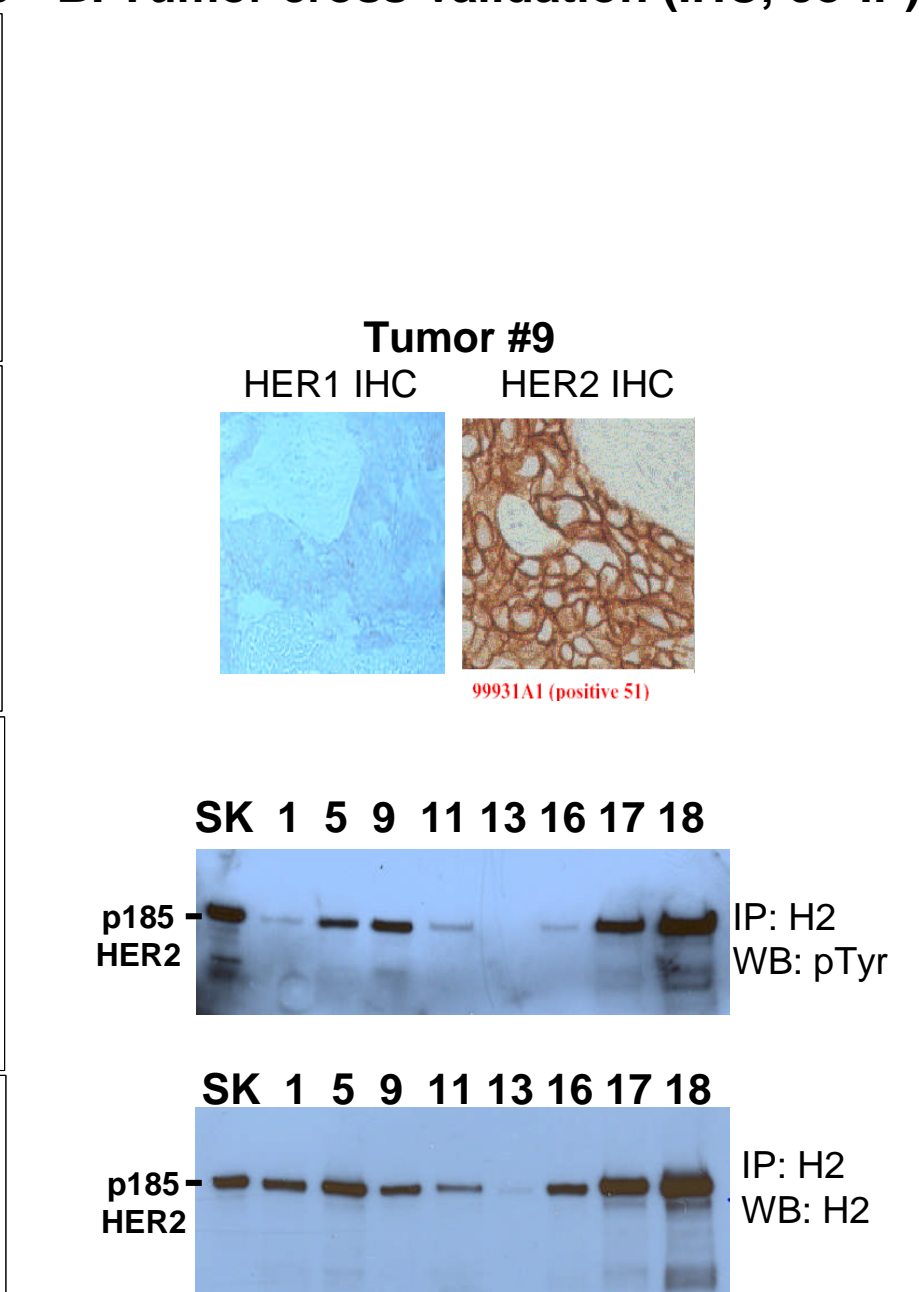 Tumor #9
HER1 IHC HER2 IHC
99931A1 (positive 51)
SK 1 5 9 11 13 16 17 18
p185
HER2
IP: H2
WB: pTyr
SK 1 5 9 11 13 16 17 18
p185
HER2
IP: H2
WB: H2